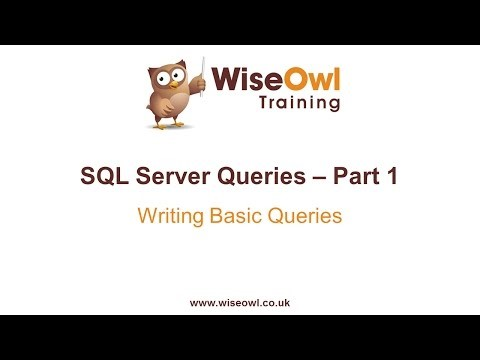 WiseOwl
Training
SQL Server Queries – Part 1
Writing Basic Queries
www.wiseowl.co.uk